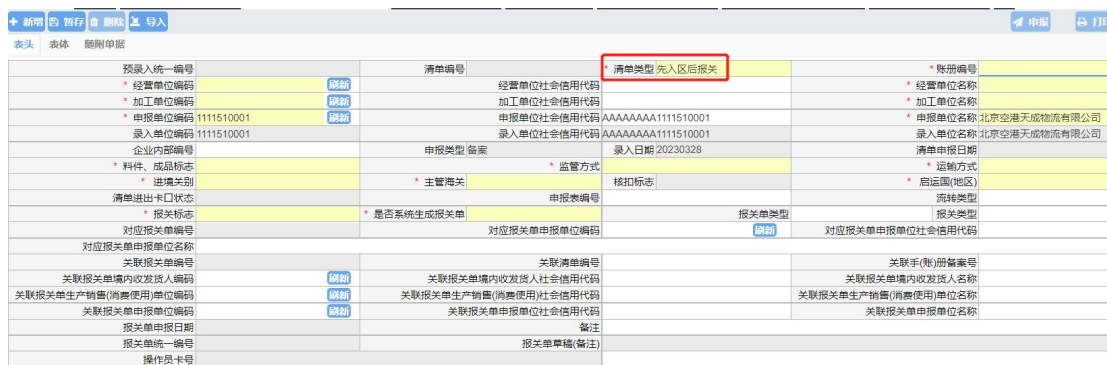 + 新增 暂存 删除 导入 申报 打印
表头 表体 随附单据
预录入统一编号 清单编号 * 清单类型 先入区后报关 * 账册编号
* 经营单位编码 刷新 经营单位社会信用代码 * 经营单位名称
* 加工单位编码 刷新 加工单位社会信用代码 * 加工单位名称
* 申报单位编码 1111510001 刷新 申报单位社会信用代码 AAAAAAAA1111510001 * 申报单位名称 北京空港天成物流有限公司
录入单位编码 1111510001 录入单位社会信用代码 AAAAAAAA1111510001 录入单位名称 北京空港天成物流有限公司
企业内部编号 申报类型 备案 录入日期 20230328 清单申报日期
* 料件、成品标志 * 监管方式 * 运输方式
* 进境关别 * 主管海关 核扣标志 * 启运国(地区)
清单进出卡口状态 申报表编号 流转类型
* 报关标志 * 是否系统生成报关单 报关单类型 报关类型
对应报关单编号 对应报关单申报单位编码 刷新 对应报关单申报单位社会信用代码
对应报关单申报单位名称
关联报关单编号 关联清单编号 关联手(账)册备案号
关联报关单境内收发货人编码 刷新 关联报关单境内收发货人社会信用代码 关联报关单境内收发货人名称
关联报关单生产销售(消费使用)单位编码 刷新 关联报关单生产销售(消费使用)社会信用代码 关联报关单生产销售(消费使用)单位名称
关联报关单申报单位编码 刷新 关联报关单申报单位社会信用代码 关联报关单申报单位名称
报关单申报日期 备注
报关单统一编号 报关单草稿(备注)
操作员卡号